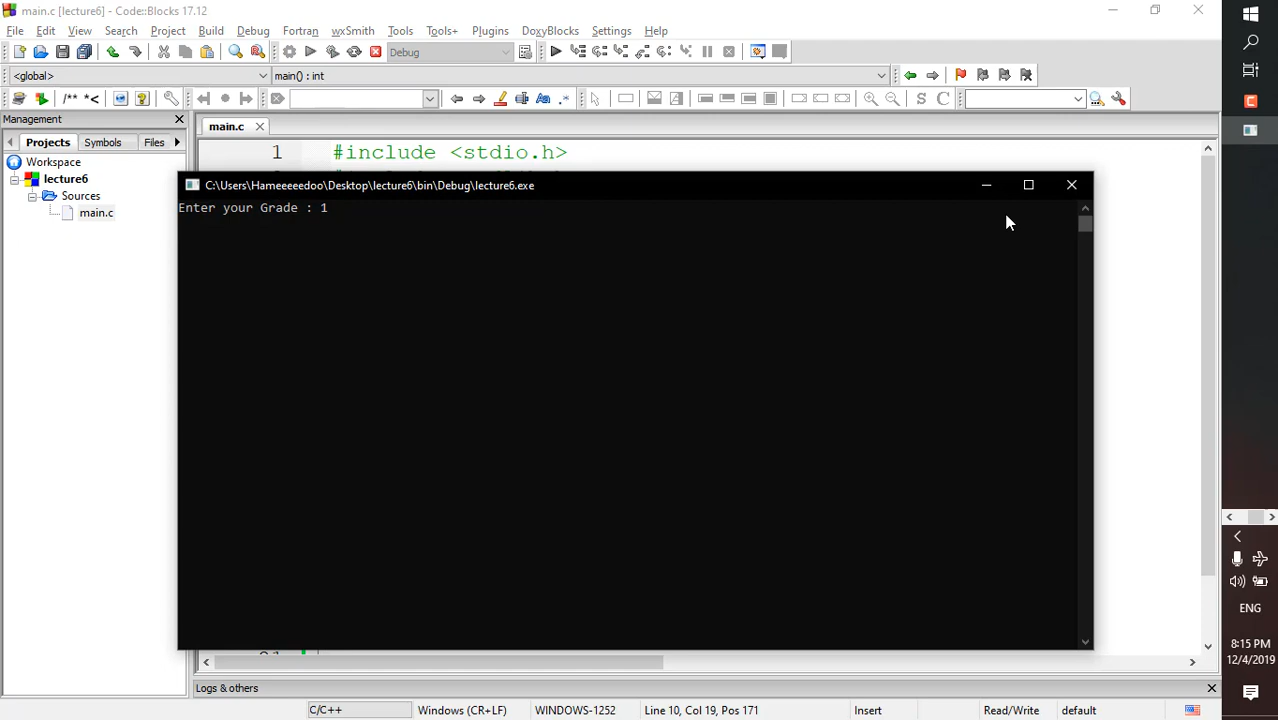 main.c [lecture6] - Code::Blocks 17.12
File Edit View Search Project Build Debug Fortran wxSmith Tools Tools+ Plugins DoxyBlocks Settings Help
Debug
<global> main() : int
/** *<
S C
Management
main.c
Projects Symbols Files
1 #include <stdio.h>
Workspace
lecture6
Sources
main.c
C:\Users\Hameeeeedoo\Desktop\lecture6\bin\Debug\lecture6.exe
Enter your Grade : 1
Logs & others
C/C++ Windows (CR+LF) WINDOWS-1252 Line 10, Col 19, Pos 171 Insert Read/Write default
ENG
8:15 PM
12/4/2019